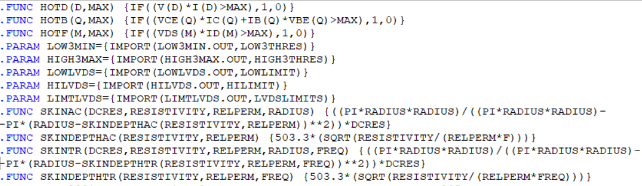 .FUNC HOTD(D,MAX) {IF((V(D)*I(D)>MAX),1,0)}
.FUNC HOTB(Q,MAX) {IF((VCE(Q)*IC(Q)+IB(Q)*VBE(Q)>MAX),1,0)}
.FUNC HOTF(M,MAX) {IF((VDS(M)*ID(M)>MAX),1,0)}
.PARAM LOW3MIN={IMPORT(LOW3MIN.OUT,LOW3THRES)}
.PARAM HIGH3MAX={IMPORT(HIGH3MAX.OUT,HIGH3THRES)}
.PARAM LOWLVDS={IMPORT(LOWLVDS.OUT,LOWLIMIT)}
.PARAM HILVDS={IMPORT(HILVDS.OUT,HILIMIT)}
.PARAM LIMTLVDS={IMPORT(LIMTLVDS.OUT,LVDSLIMITS)}
.FUNC SKINAC(DCRES,RESISTIVITY,RELPERM,RADIUS) {((PI*RADIUS*RADIUS)/((PI*RADIUS*RADIUS)-
-PI*(RADIUS-SKINDEPTHAC(RESISTIVITY,RELPERM))**2))*DCRES}
.FUNC SKINDEPTHAC(RESISTIVITY,RELPERM) {503.3*(SQRT(RESISTIVITY/(RELPERM*F)))}
.FUNC SKINTR(DCRES,RESISTIVITY,RELPERM,RADIUS,FREQ) {((PI*RADIUS*RADIUS)/((PI*RADIUS*RADIUS)-
-PI*(RADIUS-SKINDEPTHTR(RESISTIVITY,RELPERM,FREQ))**2))*DCRES}
.FUNC SKINDEPTHTR(RESISTIVITY,RELPERM,FREQ) {503.3*(SQRT(RESISTIVITY/(RELPERM*FREQ)))}